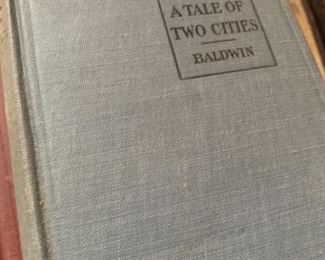 A TALE OF
TWO CITIES
BALDWIN